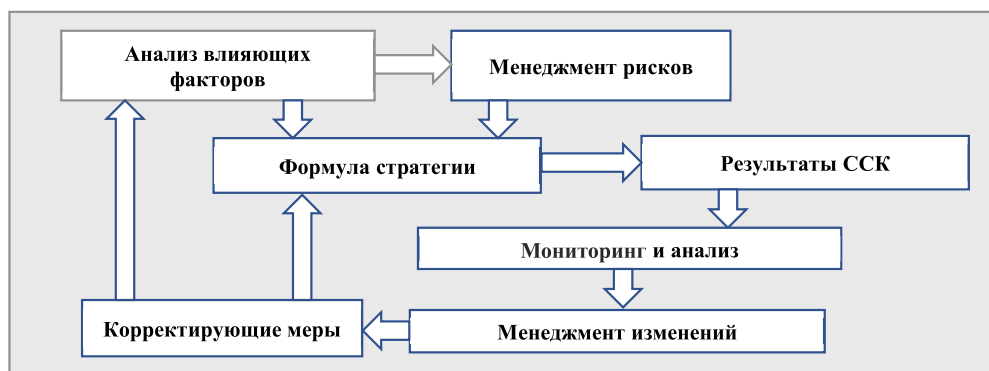 Анализ влияющих
факторов
Менеджмент рисков
Формула стратегии
Результаты ССК
Мониторинг и анализ
Корректирующие меры
Менеджмент изменений